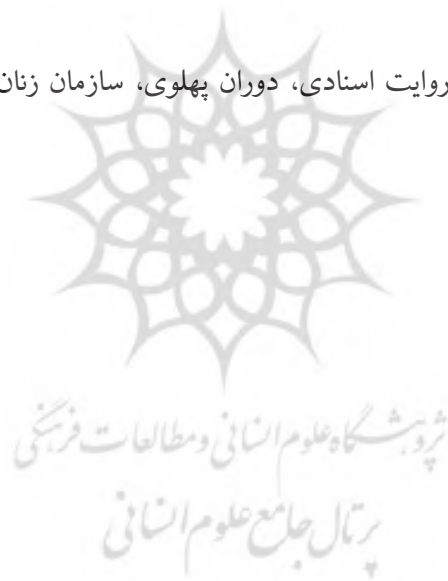 روایت اسنادی، دوران پهلوی، سازمان زنان
پژوهشگاه علوم انسانی و مطالعات فرهنگی
پرتال جامع علوم انسانی